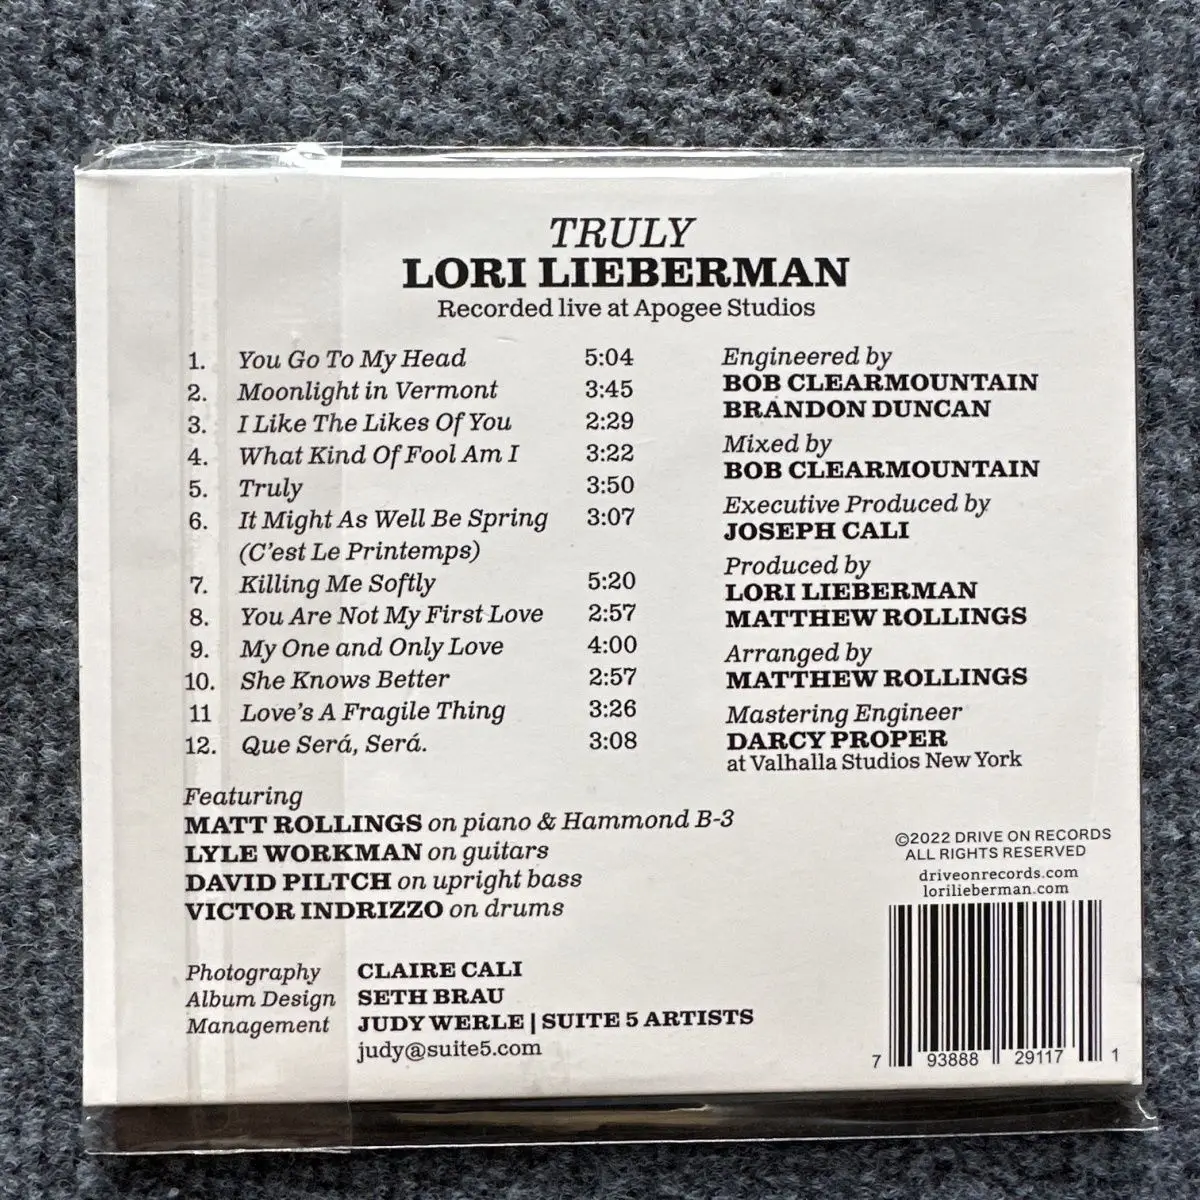 TRULY
LORI LIEBERMAN
Recorded live at Apogee Studios
1. You Go To My Head 5:04
2. Moonlight in Vermont 3:45
3. I Like The Likes Of You 2:29
4. What Kind Of Fool Am I 3:22
5. Truly 3:50
6. It Might As Well Be Spring 3:07
(C'est Le Printemps)
7. Killing Me Softly 5:20
8. You Are Not My First Love 2:57
9. My One and Only Love 4:00
10. She Knows Better 2:57
11 Love's A Fragile Thing 3:26
12. Que Será, Será. 3:08
Engineered by
BOB CLEARMOUNTAIN
BRANDON DUNCAN
Mixed by
BOB CLEARMOUNTAIN
Executive Produced by
JOSEPH CALI
Produced by
LORI LIEBERMAN
MATTHEW ROLLINGS
Arranged by
MATTHEW ROLLINGS
Mastering Engineer
DARCY PROPER
at Valhalla Studios New York
Featuring
MATT ROLLINGS on piano & Hammond B-3
LYLE WORKMAN on guitars
DAVID PILTCH on upright bass
VICTOR INDRIZZO on drums
Photography CLAIRE CALI
Album Design SETH BRAU
Management JUDY WERLE | SUITE 5 ARTISTS
judy@suite5.com
©2022 DRIVE ON RECORDS
ALL RIGHTS RESERVED
driveonrecords.com
lorilieberman.com
7 93888 29117 1